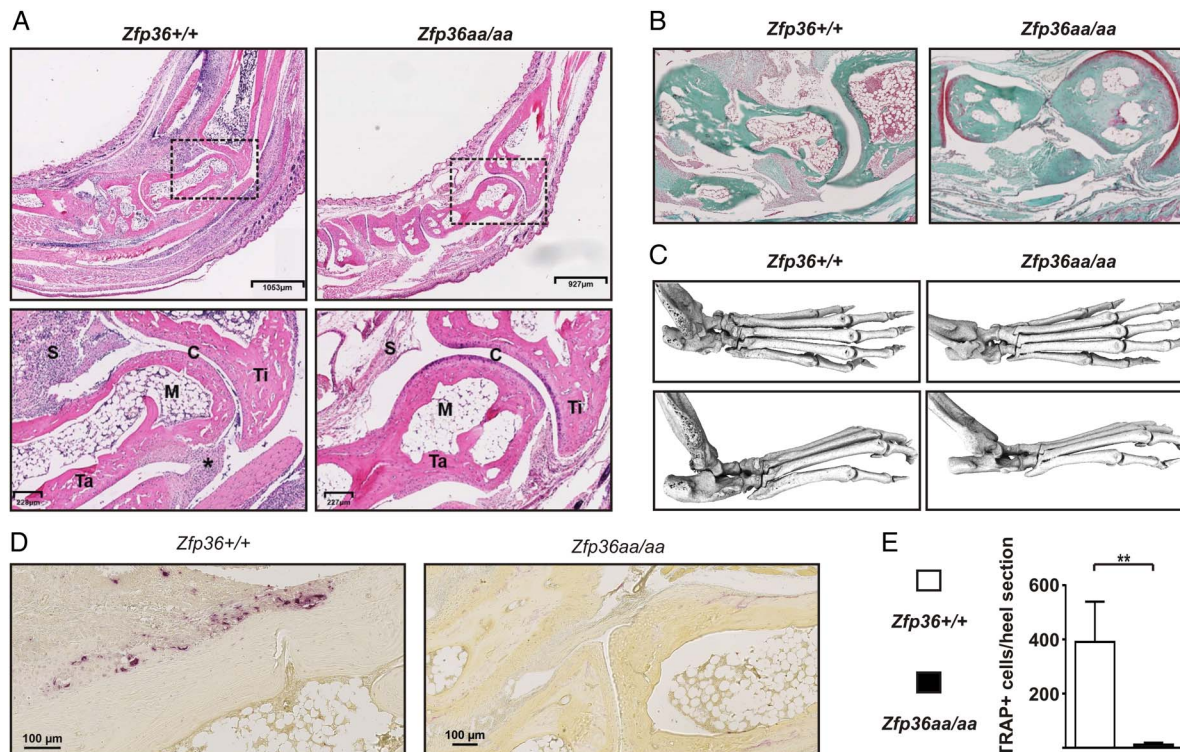 A
Zfp36+/+ Zfp36aa/aa
1053µm
927µm
S C Ti M Ta *
S C Ti M Ta
227µm
B
Zfp36+/+ Zfp36aa/aa
C
Zfp36+/+ Zfp36aa/aa
D
Zfp36+/+ Zfp36aa/aa
100 µm
100 µm
E
Zfp36+/+
Zfp36aa/aa
TRAP+ cells/heel section
600
400
200
**